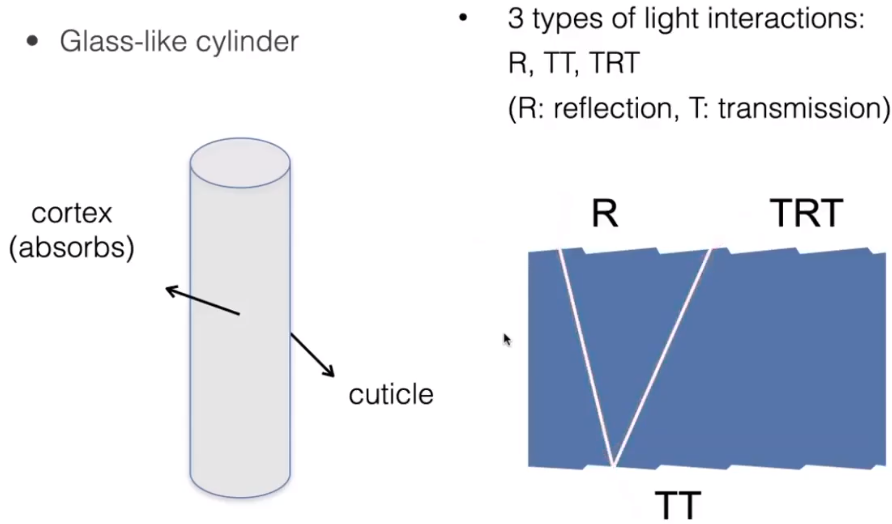 • Glass-like cylinder
cortex
(absorbs)
cuticle
• 3 types of light interactions:
R, TT, TRT
(R: reflection, T: transmission)
R
TRT
TT